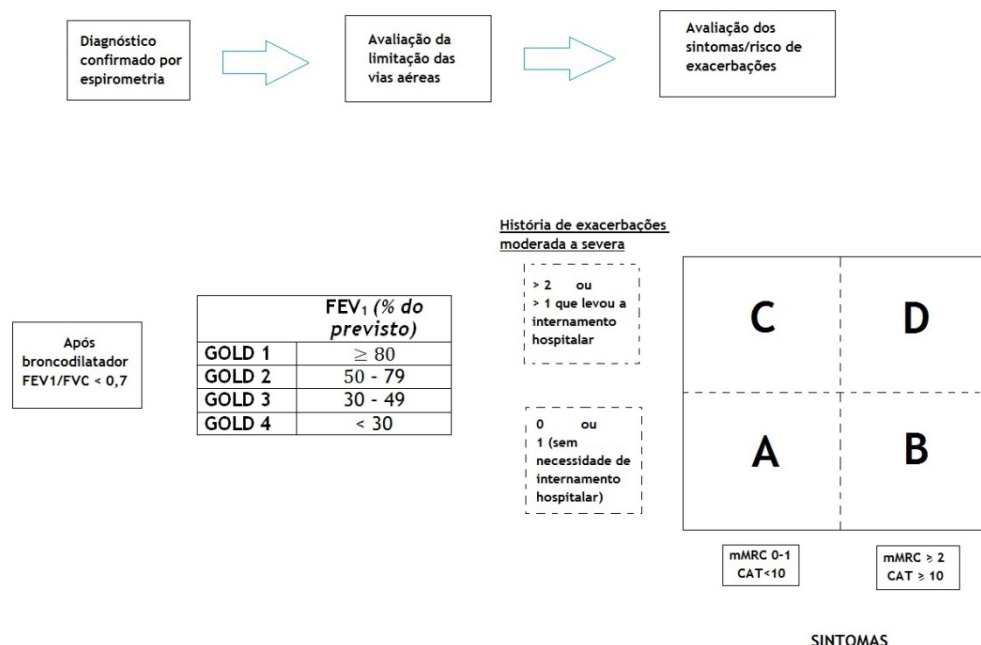 Diagnóstico
confirmado por
espirometria
Avaliação da
limitação das
vias aéreas
Avaliação dos
sintomas/risco de
exacerbações
História de exacerbações
moderada a severa
> 2 ou
> 1 que levou a
internamento
hospitalar
C
D
Após
broncodilatador
FEV1/FVC < 0,7
FEV₁ (% do
previsto)
GOLD 1 ≥ 80
GOLD 2 50 - 79
GOLD 3 30 - 49
GOLD 4 < 30
0 ou
1 (sem
necessidade de
internamento
hospitalar)
A
B
mMRC 0-1
CAT<10
mMRC ≥ 2
CAT ≥ 10
SINTOMAS